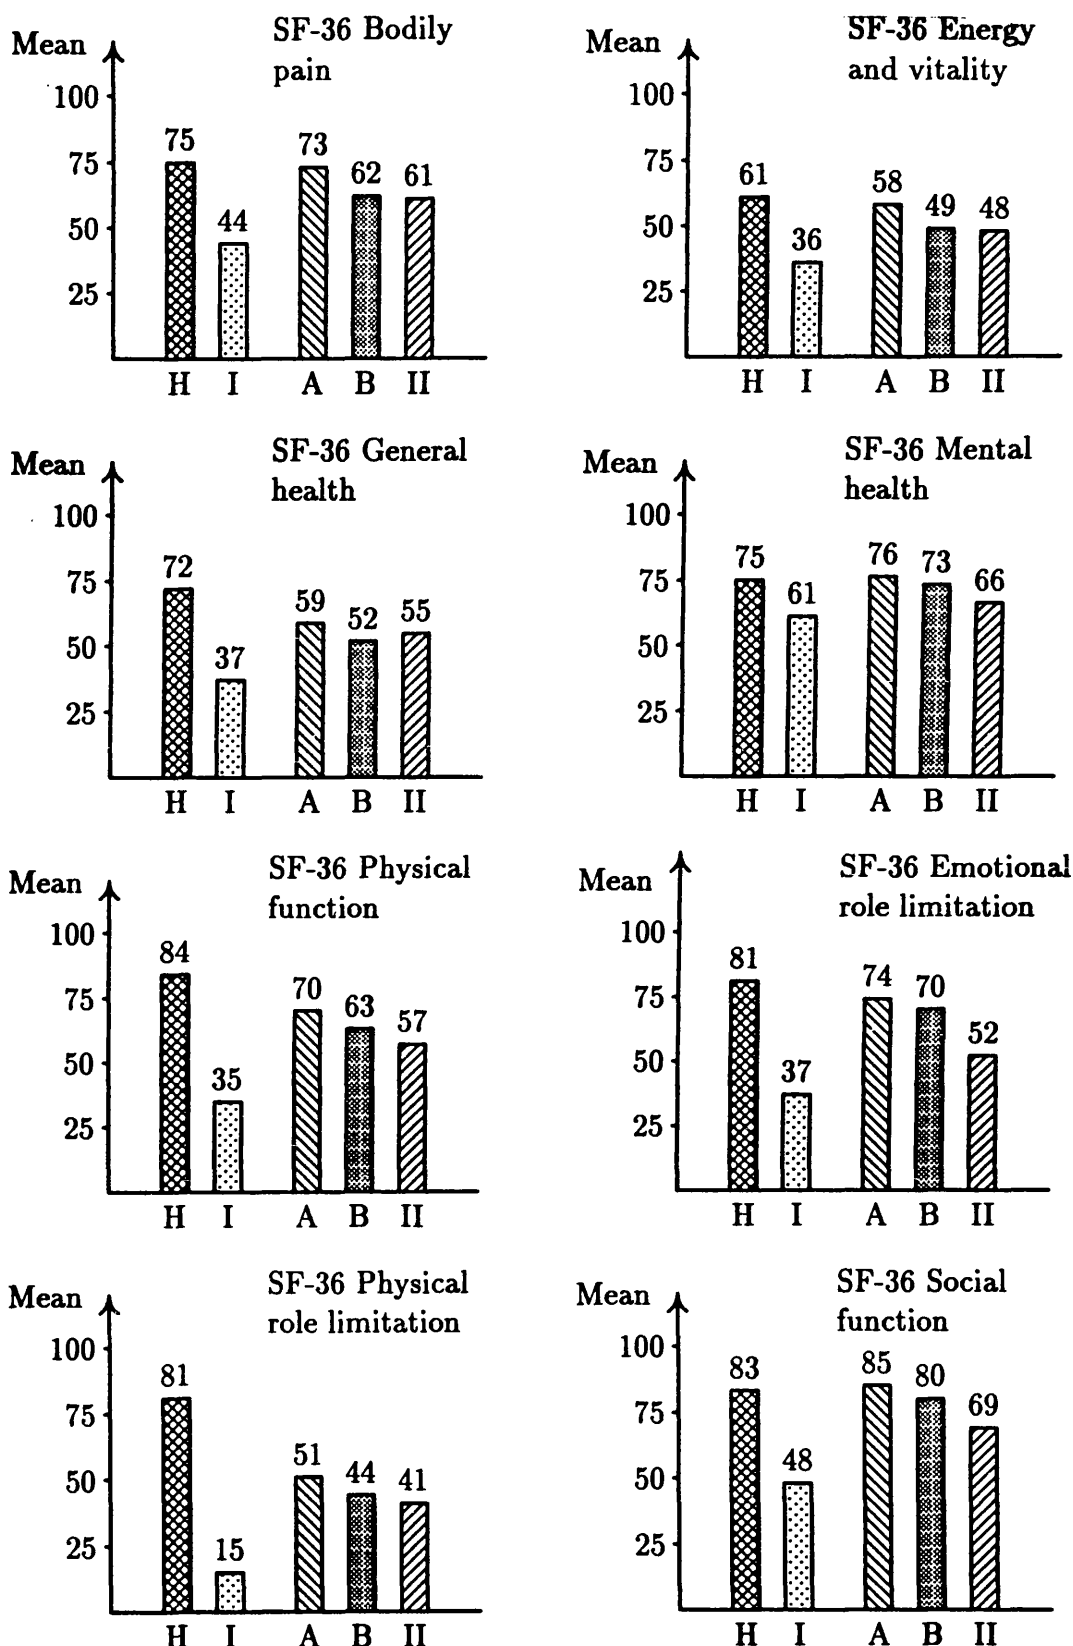 SF-36 Bodily
pain
Mean
100
75
50
25
75
44
73
62
61
H I A B II
SF-36 Energy
and vitality
Mean
100
75
50
25
61
36
58
49
48
H I A B II
SF-36 General
health
Mean
100
75
50
25
72
37
59
52
55
H I A B II
SF-36 Mental
health
Mean
100
75
50
25
75
61
76
73
66
H I A B II
SF-36 Physical
function
Mean
100
75
50
25
84
35
70
63
57
H I A B II
SF-36 Emotional
role limitation
Mean
100
75
50
25
81
37
74
70
52
H I A B II
SF-36 Physical
role limitation
Mean
100
75
50
25
81
15
51
44
41
H I A B II
SF-36 Social
function
Mean
100
75
50
25
83
48
85
80
69
H I A B II